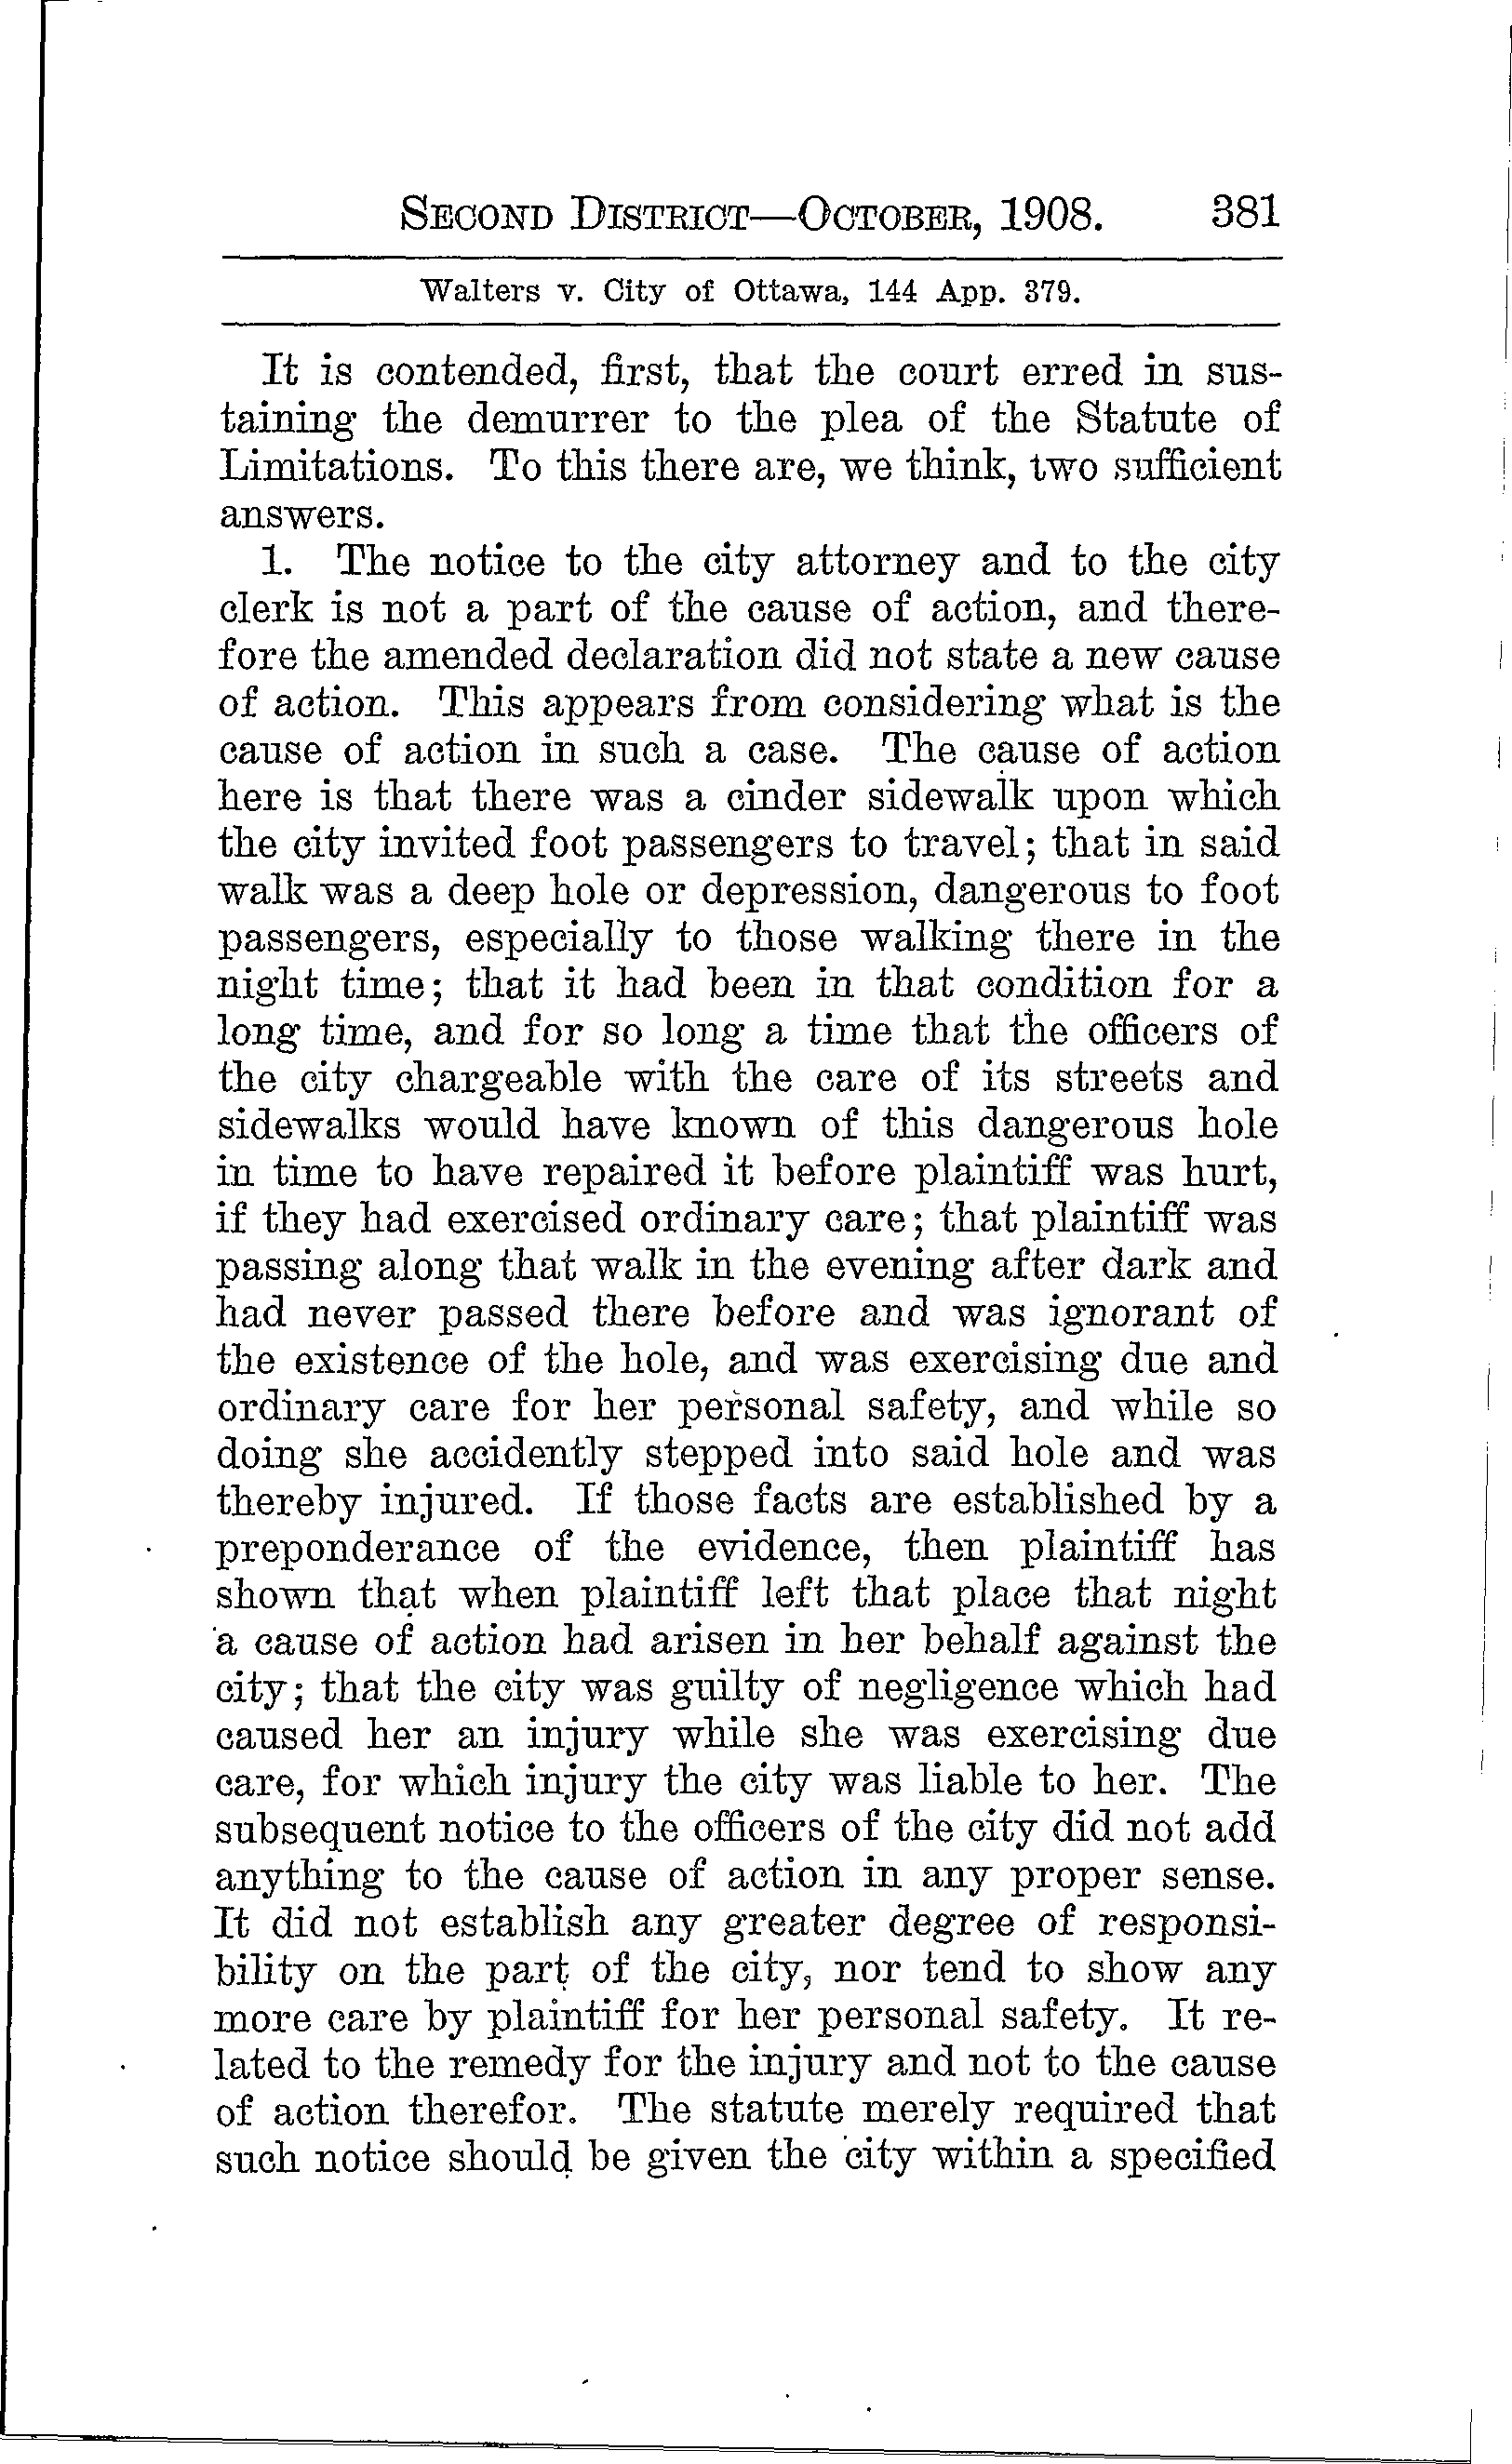 SECOND DISTRICT—OCTOBER, 1908. 381
Walters v. City of Ottawa, 144 App. 379.
It is contended, first, that the court erred in sus-
taining the demurrer to the plea of the Statute of
Limitations. To this there are, we think, two sufficient
answers.
1. The notice to the city attorney and to the city
clerk is not a part of the cause of action, and there-
fore the amended declaration did not state a new cause
of action. This appears from considering what is the
cause of action in such a case. The cause of action
here is that there was a cinder sidewalk upon which
the city invited foot passengers to travel; that in said
walk was a deep hole or depression, dangerous to foot
passengers, especially to those walking there in the
night time; that it had been in that condition for a
long time, and for so long a time that the officers of
the city chargeable with the care of its streets and
sidewalks would have known of this dangerous hole
in time to have repaired it before plaintiff was hurt,
if they had exercised ordinary care; that plaintiff was
passing along that walk in the evening after dark and
had never passed there before and was ignorant of
the existence of the hole, and was exercising due and
ordinary care for her personal safety, and while so
doing she accidently stepped into said hole and was
thereby injured. If those facts are established by a
preponderance of the evidence, then plaintiff has
shown that when plaintiff left that place that night
a cause of action had arisen in her behalf against the
city; that the city was guilty of negligence which had
caused her an injury while she was exercising due
care, for which injury the city was liable to her. The
subsequent notice to the officers of the city did not add
anything to the cause of action in any proper sense.
It did not establish any greater degree of responsi-
bility on the part of the city, nor tend to show any
more care by plaintiff for her personal safety. It re-
lated to the remedy for the injury and not to the cause
of action therefor. The statute merely required that
such notice should be given the city within a specified